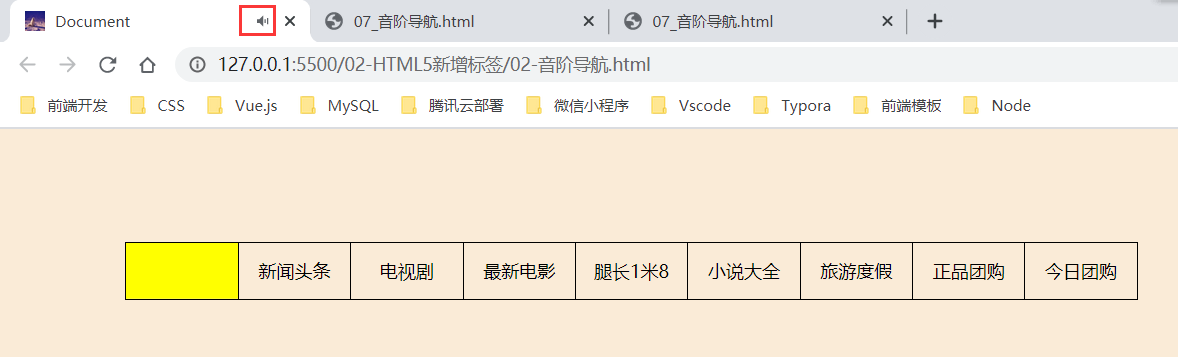 Document 07_音阶导航.html 07_音阶导航.html
127.0.0.1:5500/02-HTML5新增标签/02-音阶导航.html
前端开发 CSS Vue.js MySQL 腾讯云部署 微信小程序 Vscode Typora 前端模板 Node
新闻头条 电视剧 最新电影 腿长1米8 小说大全 旅游度假 正品团购 今日团购